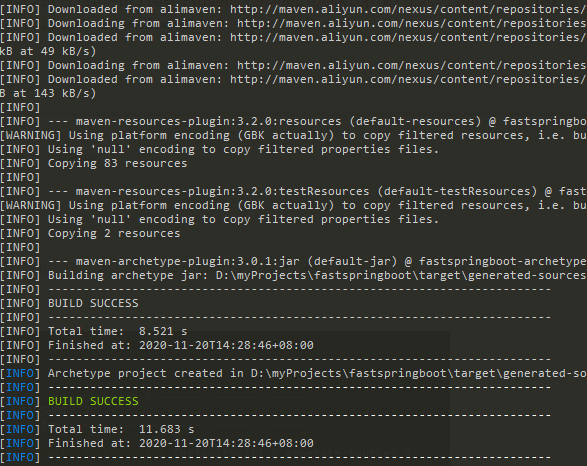 [INFO] Downloaded from alimaven: http://maven.aliyun.com/nexus/content/repositories/
[INFO] Downloading from alimaven: http://maven.aliyun.com/nexus/content/repositories
[INFO] Downloaded from alimaven: http://maven.aliyun.com/nexus/content/repositories/
kB at 49 kB/s)
[INFO] Downloading from alimaven: http://maven.aliyun.com/nexus/content/repositories
[INFO] Downloaded from alimaven: http://maven.aliyun.com/nexus/content/repositories/
B at 143 kB/s)
[INFO]
[INFO] --- maven-resources-plugin:3.2.0:resources (default-resources) @ fastspringbo
[WARNING] Using platform encoding (GBK actually) to copy filtered resources, i.e. bu
[INFO] Using 'null' encoding to copy filtered properties files.
[INFO] Copying 83 resources
[INFO]
[INFO] --- maven-resources-plugin:3.2.0:testResources (default-testResources) @ fast
[WARNING] Using platform encoding (GBK actually) to copy filtered resources, i.e. bu
[INFO] Using 'null' encoding to copy filtered properties files.
[INFO] Copying 2 resources
[INFO]
[INFO] --- maven-archetype-plugin:3.0.1:jar (default-jar) @ fastspringboot-archetype
[INFO] Building archetype jar: D:\myProjects\fastspringboot\target\generated-sources
[INFO] ------------------------------------------------------------------------
[INFO] BUILD SUCCESS
[INFO] ------------------------------------------------------------------------
[INFO] Total time:  8.521 s
[INFO] Finished at: 2020-11-20T14:28:46+08:00
[INFO] ------------------------------------------------------------------------
[INFO] Archetype project created in D:\myProjects\fastspringboot\target\generated-so
[INFO] ------------------------------------------------------------------------
[INFO] BUILD SUCCESS
[INFO] ------------------------------------------------------------------------
[INFO] Total time:  11.683 s
[INFO] Finished at: 2020-11-20T14:28:46+08:00
[INFO] ------------------------------------------------------------------------